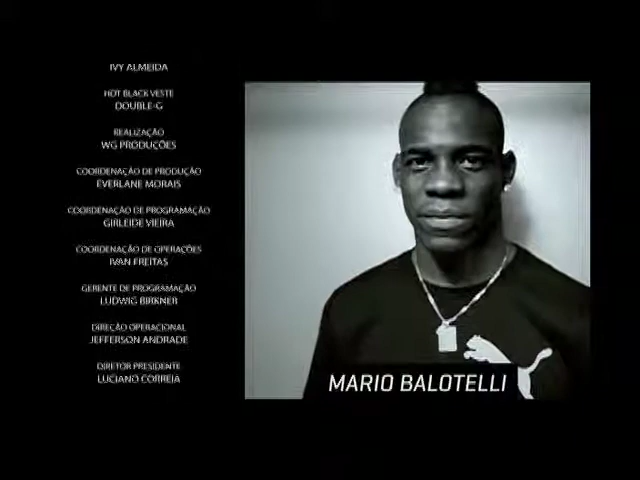 IVY ALMEIDA
HOT BLACK VESTE
DOUBLE-G
REALIZAÇÃO
WG PRODUÇÕES
COORDENAÇÃO DE PRODUÇÃO
EVERLANE MORAIS
COORDENAÇÃO DE PROGRAMAÇÃO
GIRLEIDE VIEIRA
COORDENAÇÃO DE OPERAÇÕES
IVAN FREITAS
GERENTE DE PROGRAMAÇÃO
LUDWIG BIRKNER
DIREÇÃO OPERACIONAL
JEFFERSON ANDRADE
DIRETOR PRESIDENTE
LUCIANO CORREIA
MARIO BALOTELLI